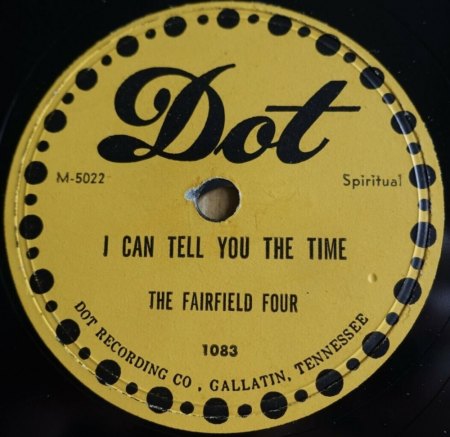 Dot
M-5022
Spiritual
I CAN TELL YOU THE TIME
THE FAIRFIELD FOUR
1083
DOT RECORDING CO., GALLATIN, TENNESSEE